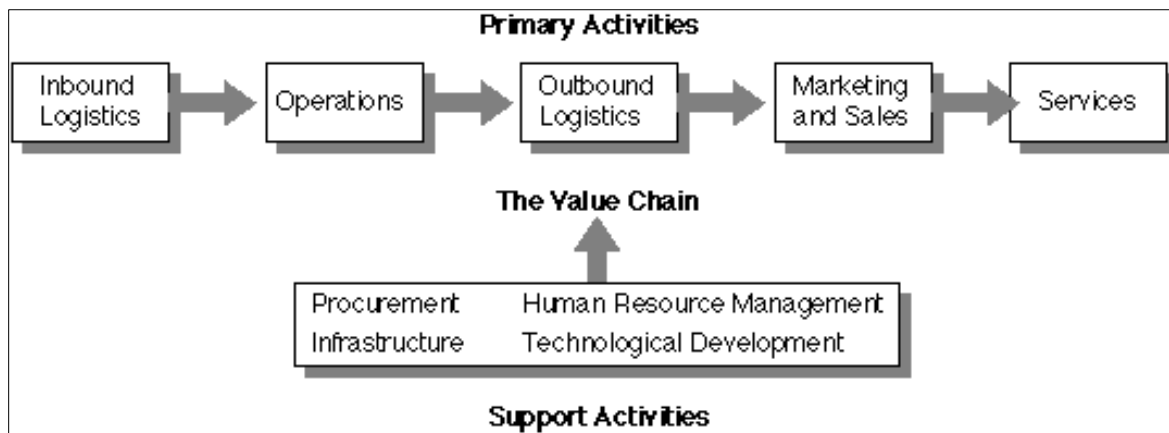 Primary Activities
Inbound
Logistics
Operations
Outbound
Logistics
Marketing
and Sales
Services
The Value Chain
Procurement Human Resource Management
Infrastructure Technological Development
Support Activities